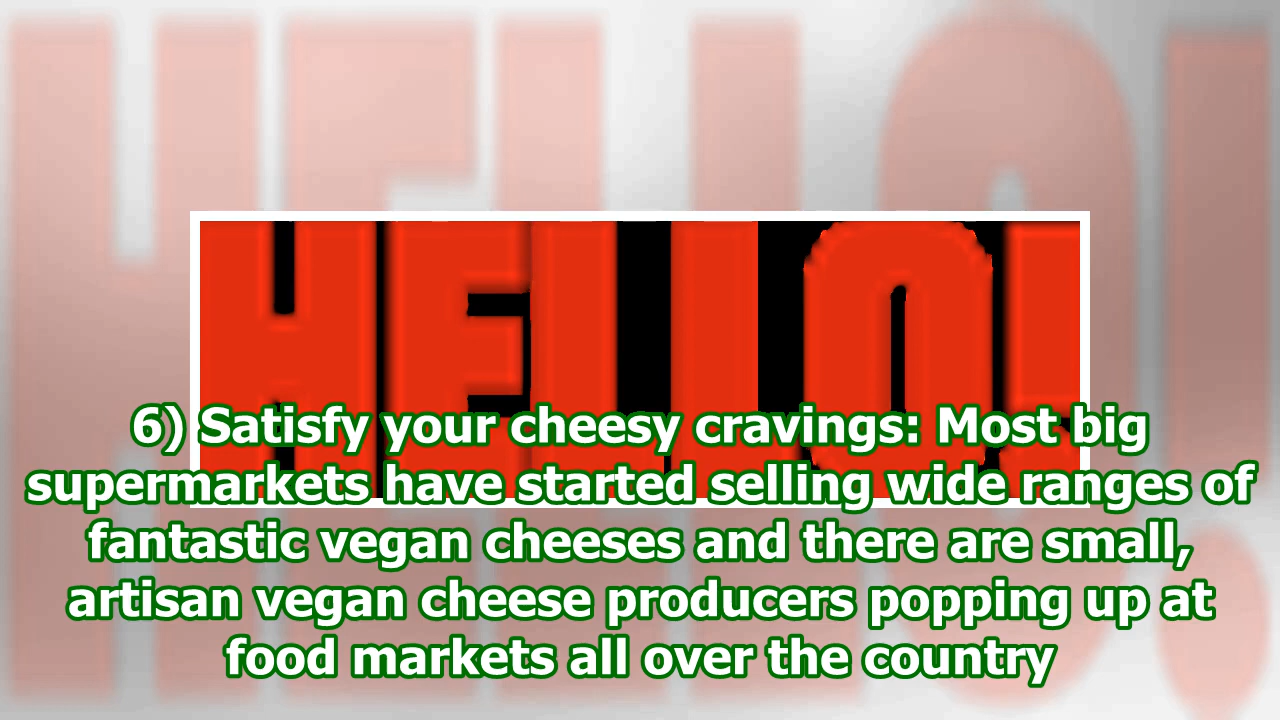 HELLO!
6) Satisfy your cheesy cravings: Most big
supermarkets have started selling wide ranges of
fantastic vegan cheeses and there are small,
artisan vegan cheese producers popping up at
food markets all over the country